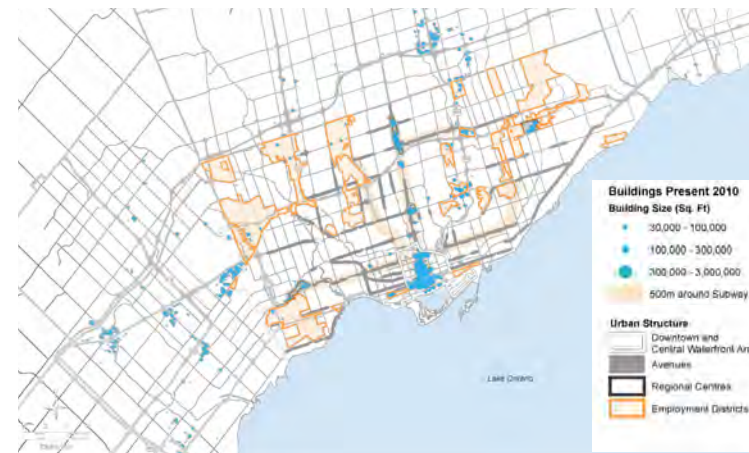 Buildings Present 2010
Building Size (Sq. Ft)
30,000 - 100,000
100,000 - 300,000
300,000 - 3,000,000
500m around Subway
Urban Structure
Downtown and
Central Waterfront Are
Avenues
Regional Centres
Employment Districts
Lake Ontario